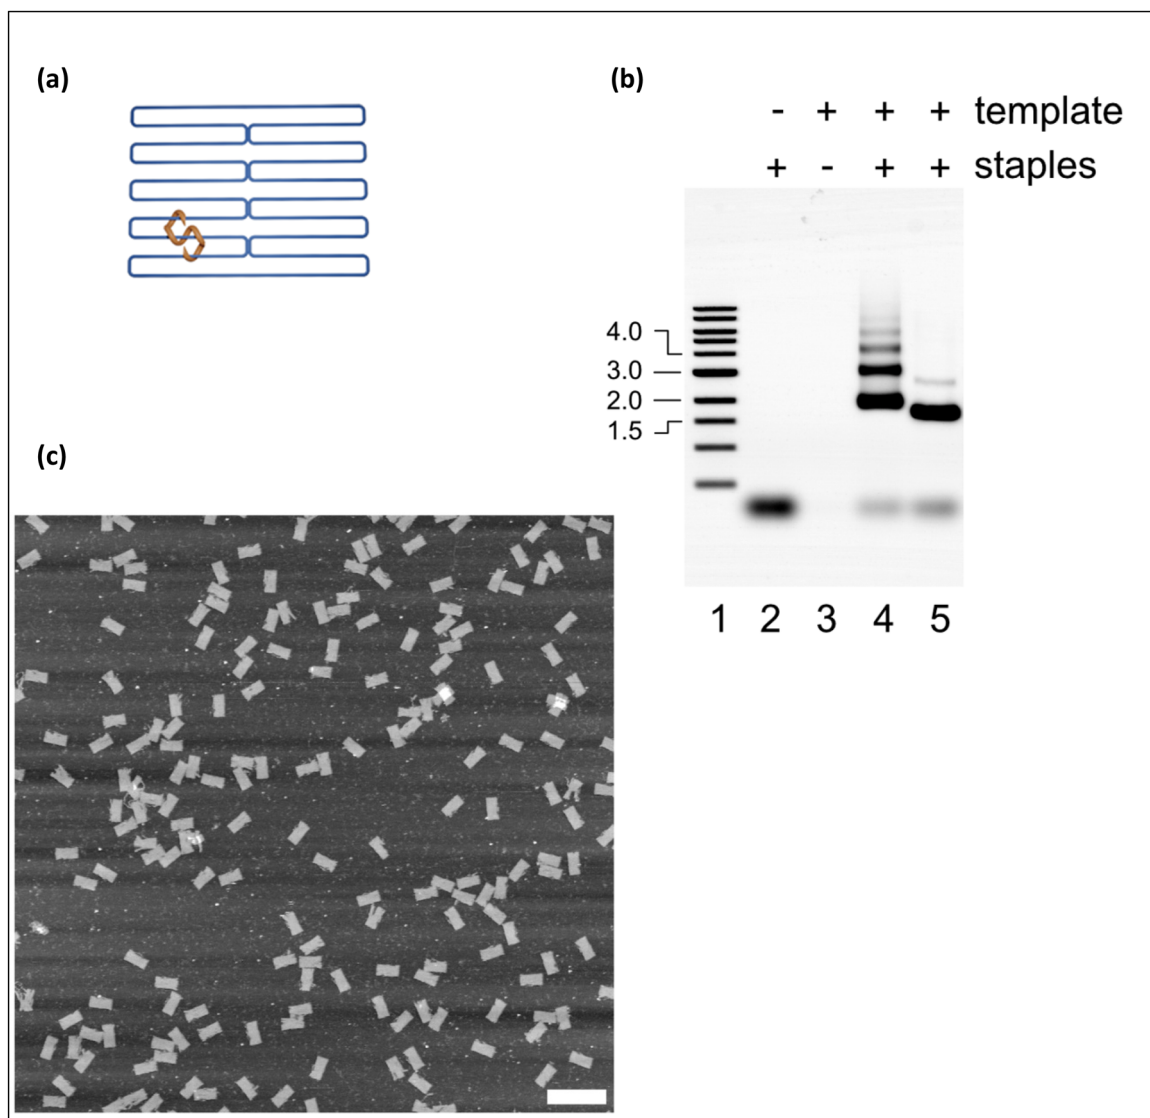 (a)
(b)
- + + + template
+ - + + staples
4.0
3.0
2.0
1.5
1 2 3 4 5
(c)